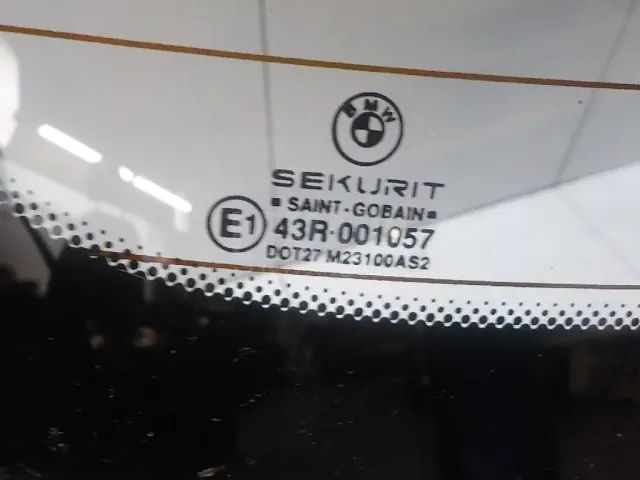 BMW
SEKURIT
SAINT-GOBAIN
E1 43R-001057
DOT27 M23100AS2